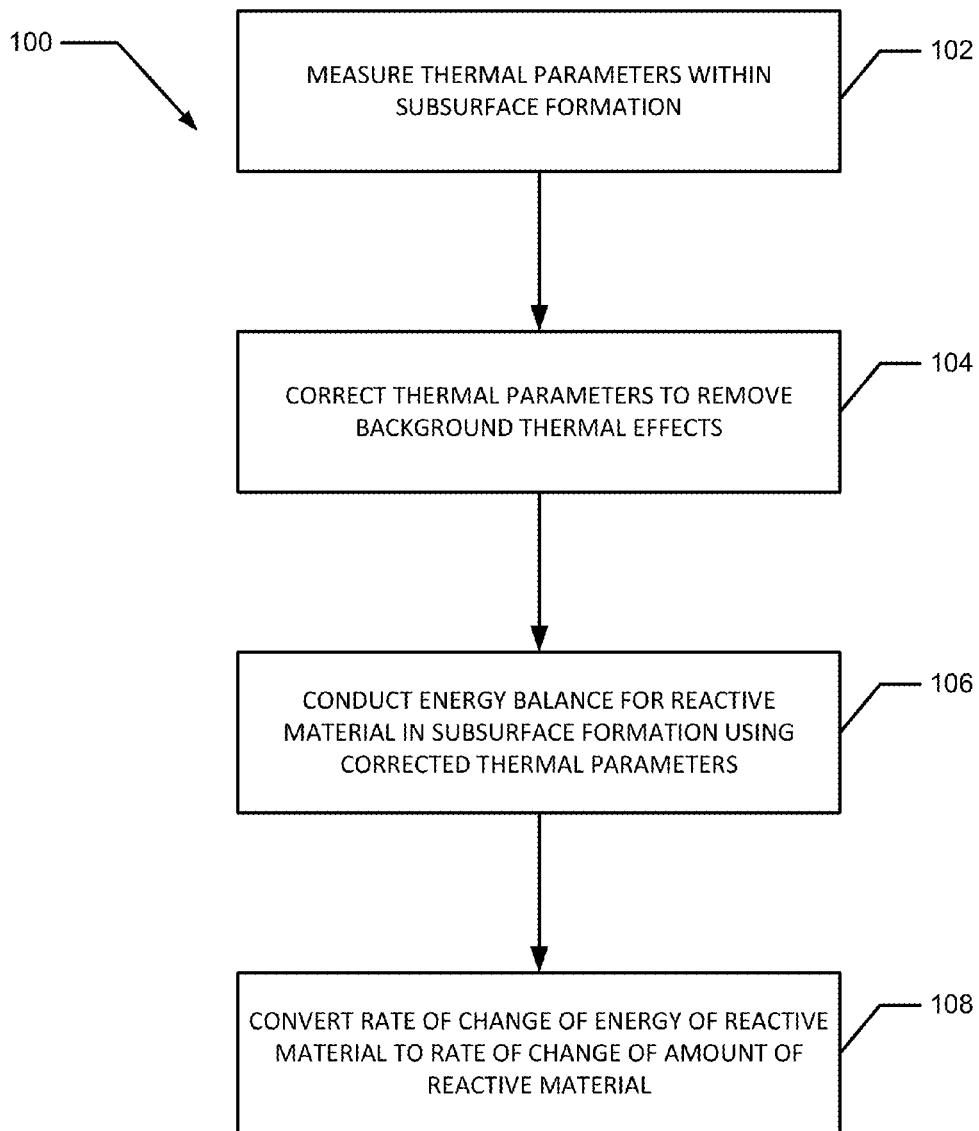 100
102
MEASURE THERMAL PARAMETERS WITHIN
SUBSURFACE FORMATION
104
CORRECT THERMAL PARAMETERS TO REMOVE
BACKGROUND THERMAL EFFECTS
106
CONDUCT ENERGY BALANCE FOR REACTIVE
MATERIAL IN SUBSURFACE FORMATION USING
CORRECTED THERMAL PARAMETERS
108
CONVERT RATE OF CHANGE OF ENERGY OF REACTIVE
MATERIAL TO RATE OF CHANGE OF AMOUNT OF
REACTIVE MATERIAL